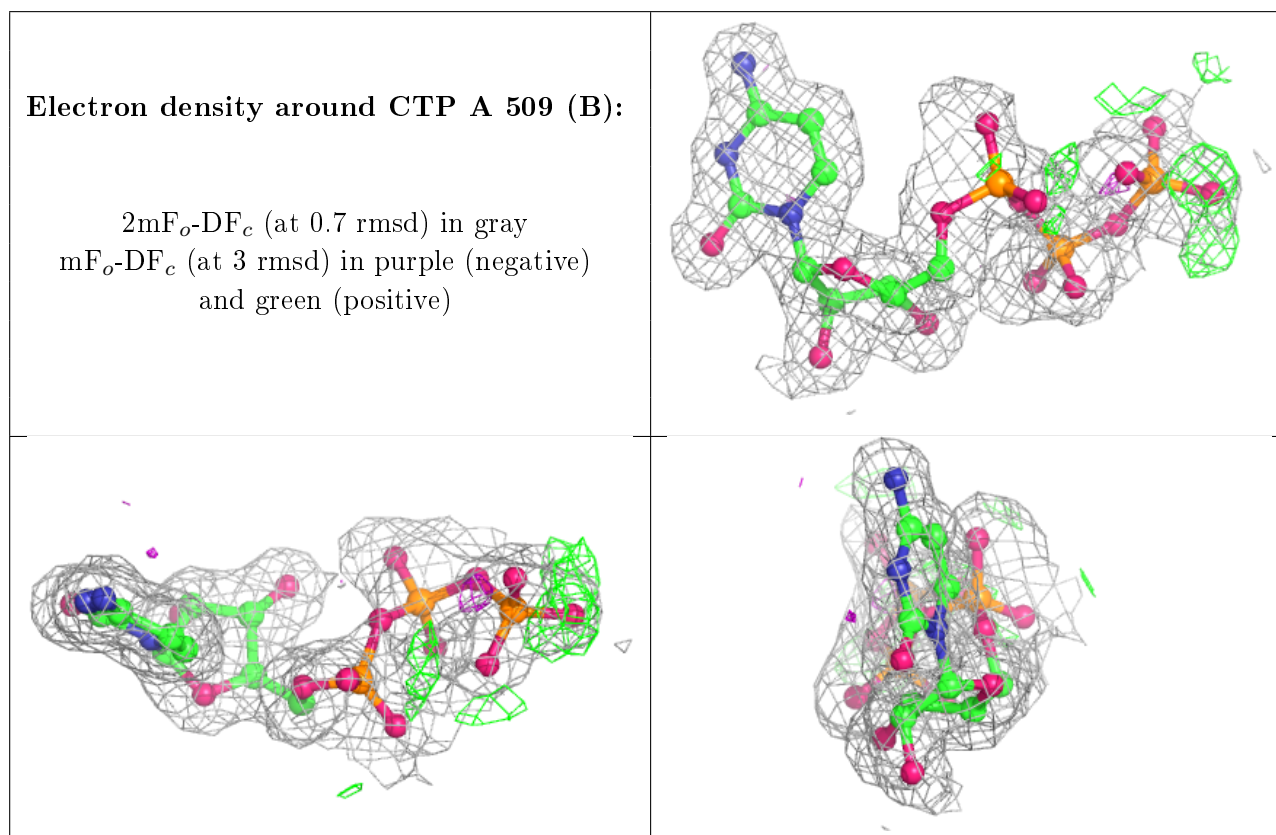 Electron density around CTP A 509 (B):
2mFo-DFc (at 0.7 rmsd) in gray
mFo-DFc (at 3 rmsd) in purple (negative)
and green (positive)